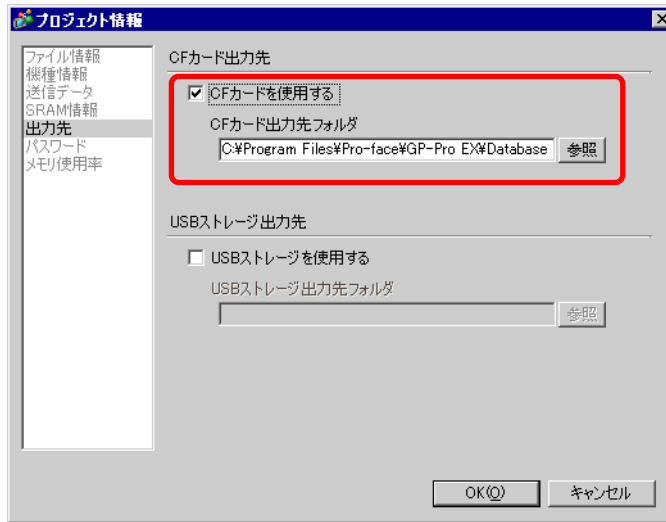 プロジェクト情報
ファイル情報
機種情報
送信データ
SRAM情報
出力先
パスワード
メモリ使用率
CFカード出力先
CFカードを使用する
CFカード出力先フォルダ
C:¥Program Files¥Pro-face¥GP-Pro EX¥Database
参照
USBストレージ出力先
USBストレージを使用する
USBストレージ出力先フォルダ
参照
OK(O)
キャンセル